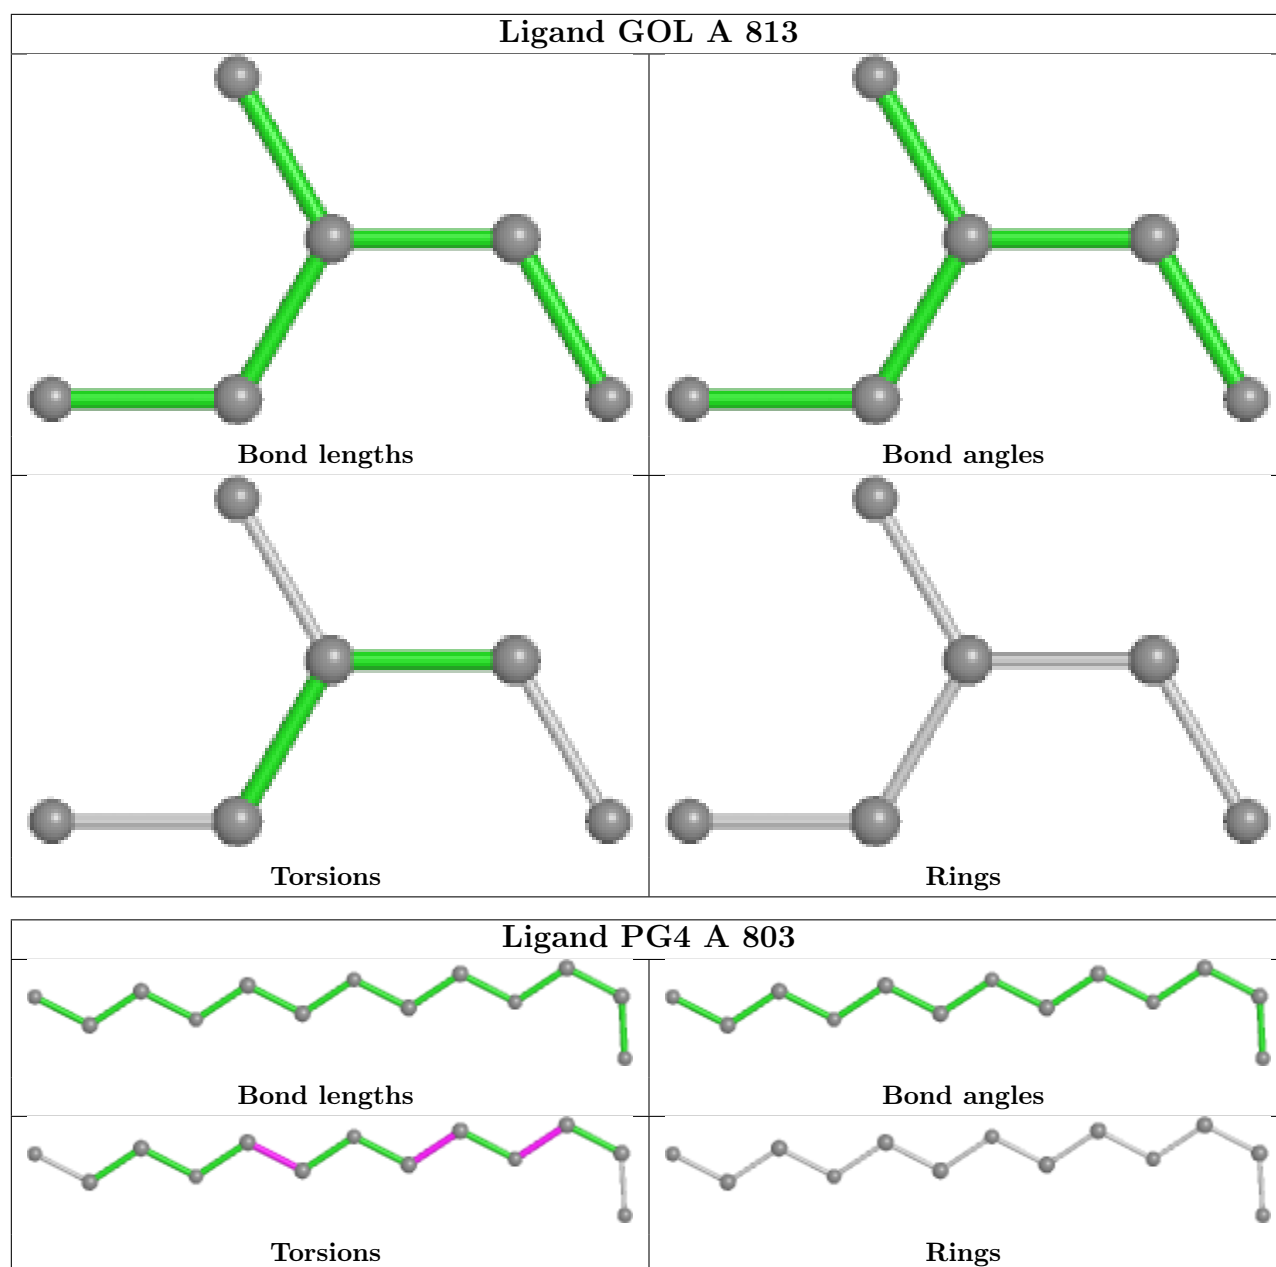 Ligand GOL A 813
Bond lengths
Bond angles
Torsions
Rings
Ligand PG4 A 803
Bond lengths
Bond angles
Torsions
Rings